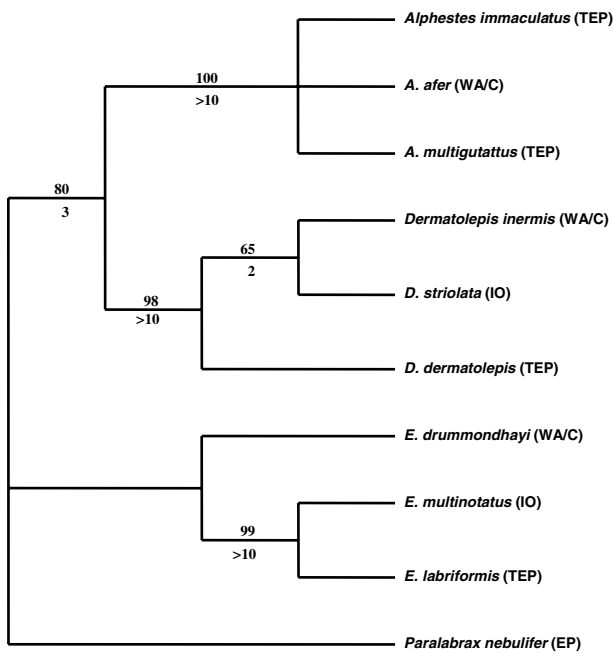 Alphestes immaculatus (TEP)
100
A. afer (WA/C)
>10
A. multigutattus (TEP)
80
3
Dermatolepis inermis (WA/C)
65
2
D. striolata (IO)
98
>10
D. dermatolepis (TEP)
E. drummondhayi (WA/C)
E. multinotatus (IO)
99
>10
E. labriformis (TEP)
Paralabrax nebulifer (EP)